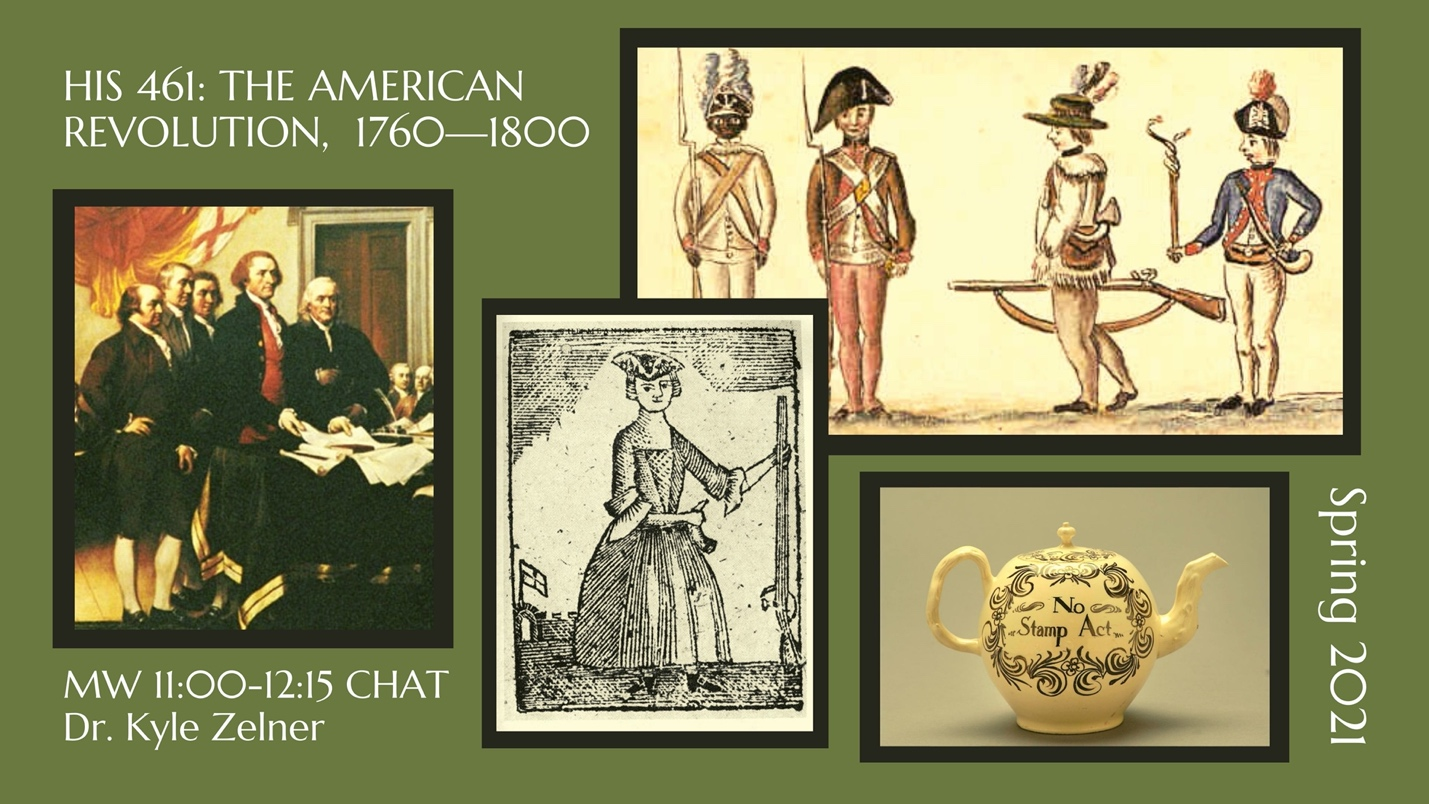 HIS 461: THE AMERICAN
REVOLUTION, 1760—1800
MW 11:00-12:15 CHAT
Dr. Kyle Zelner
No
Stamp Act
Spring 2021